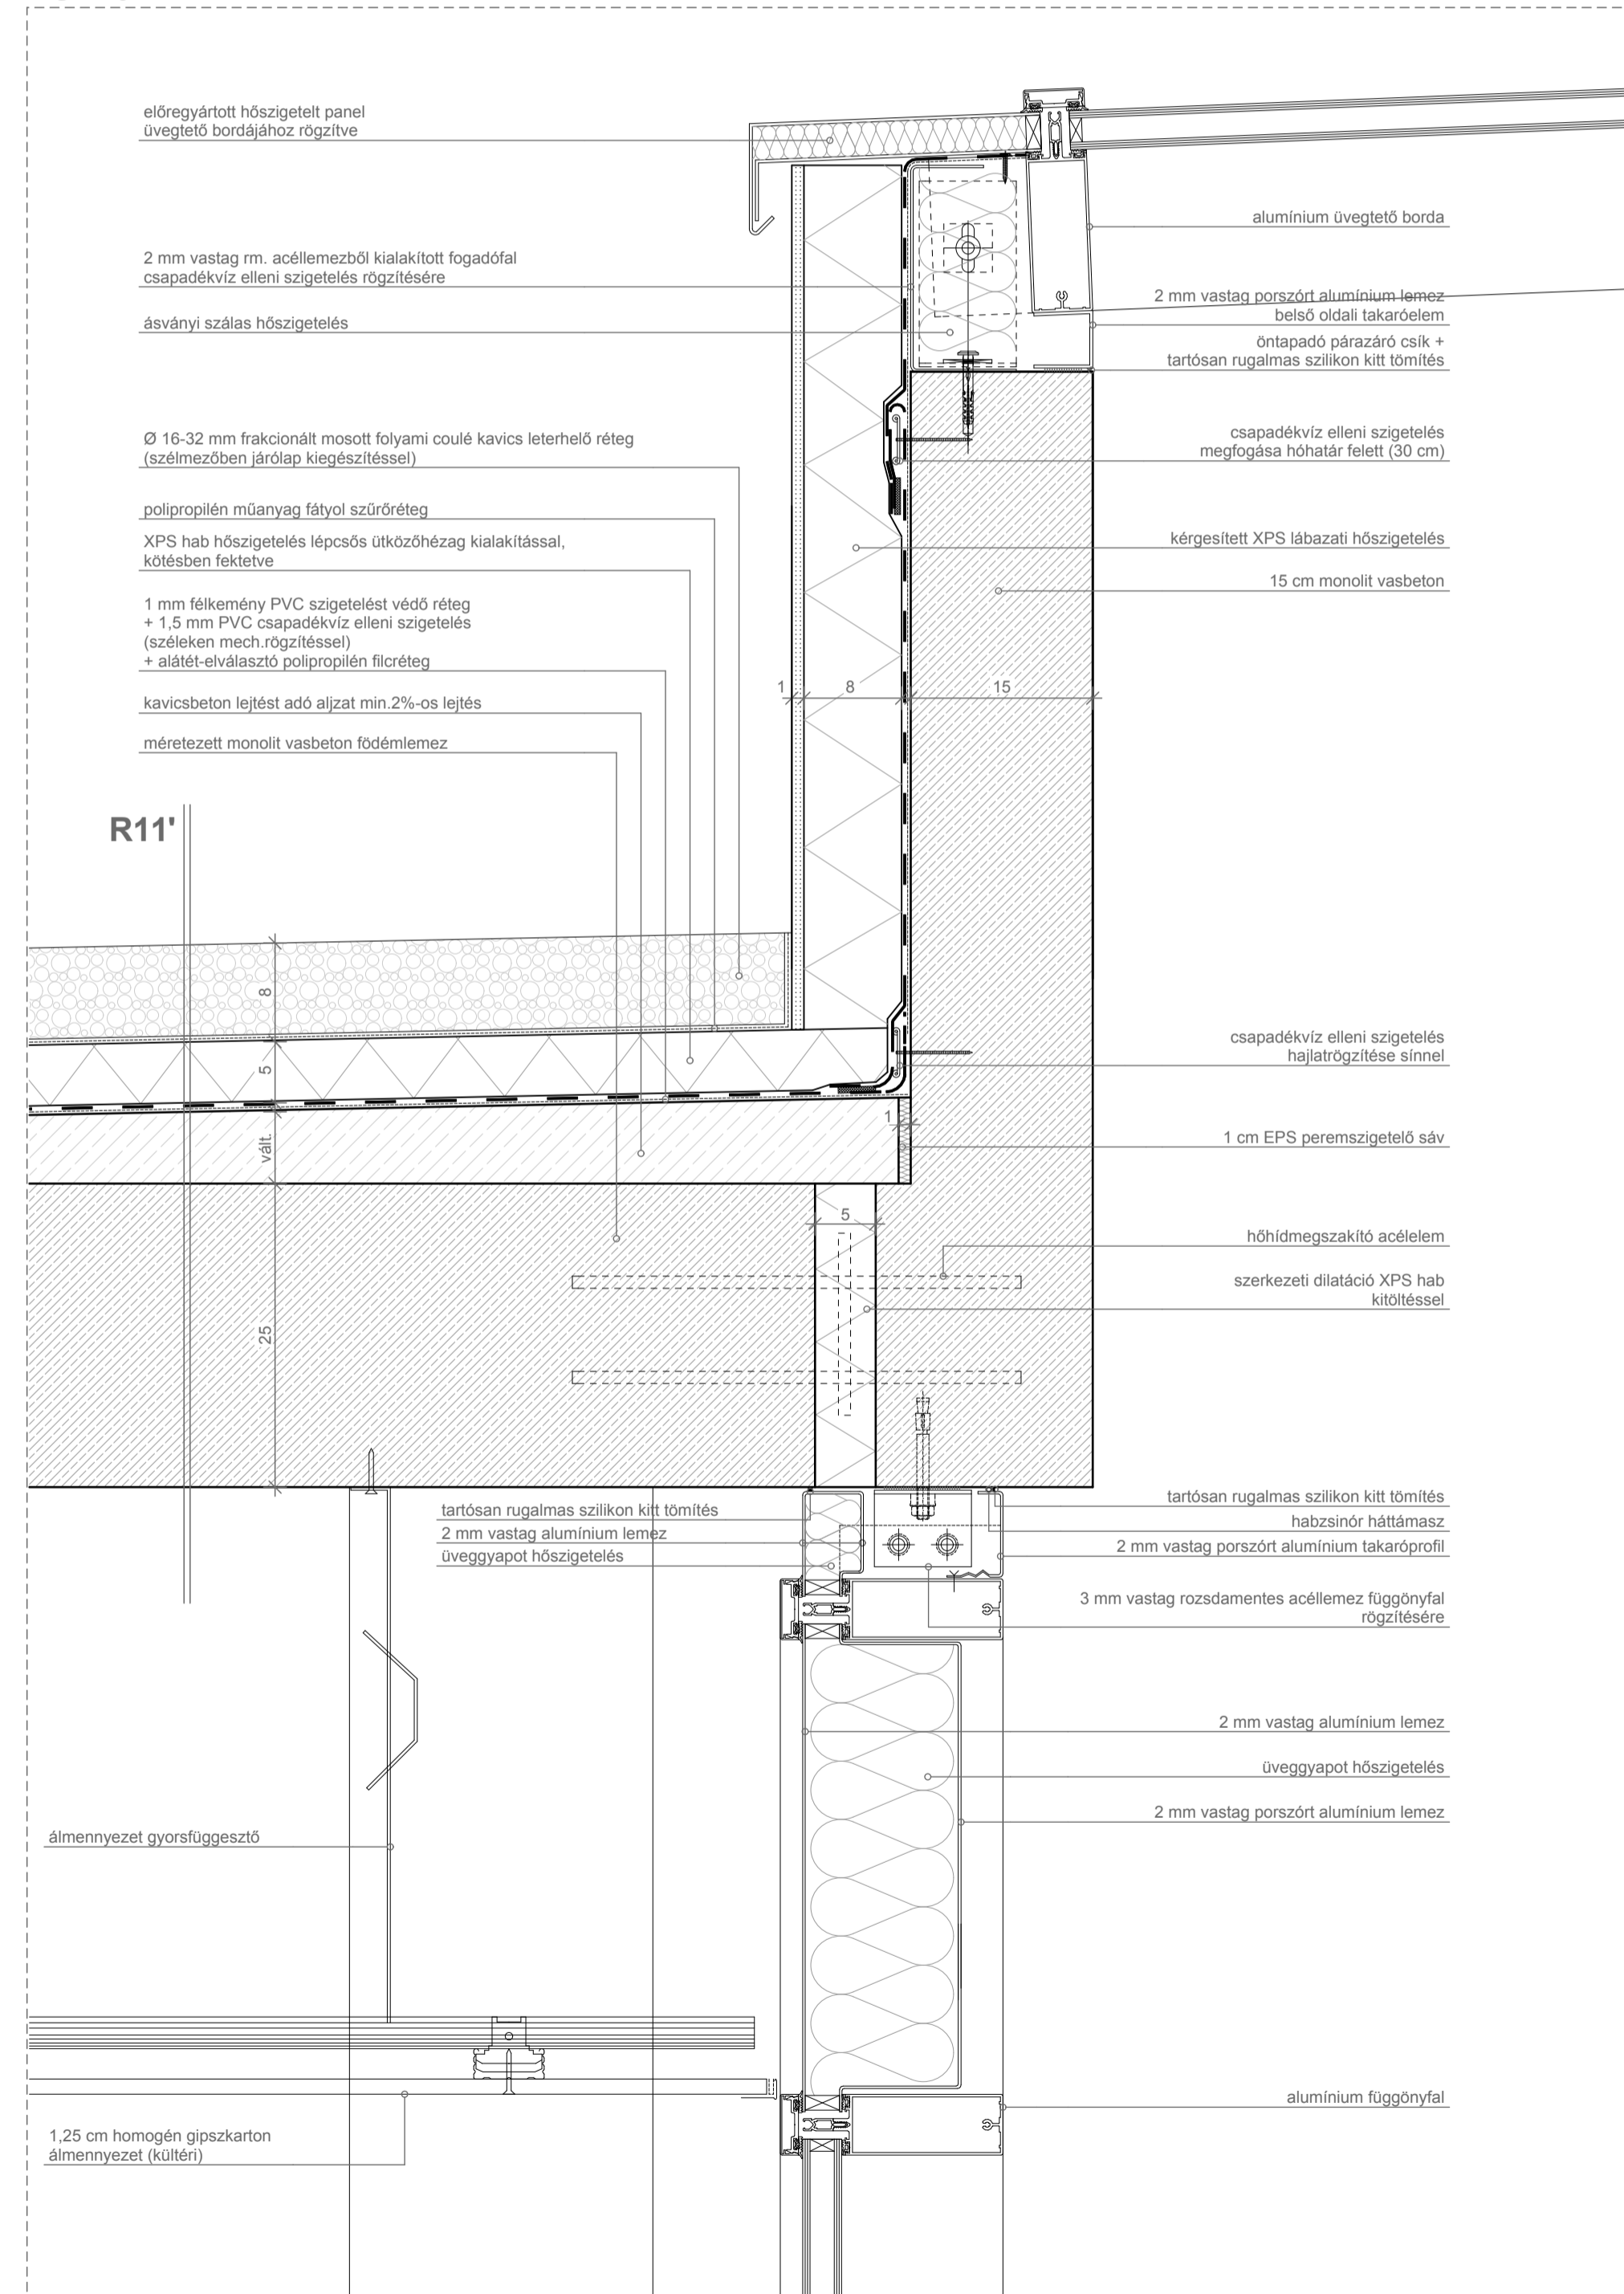 előregyártott hőszigetelt panel
üvegtető bordájához rögzítve
2 mm vastag rm. acéllemezből kialakított fogadófal
csapadékvíz elleni szigetelés rögzítésére
ásványi szálas hőszigetelés
Ø 16-32 mm frakcionált mosott folyami coulé kavics leterhelő réteg
(szélmezőben járólap kiegészítéssel)
polipropilén műanyag fátyol szűrőréteg
XPS hab hőszigetelés lépcsős ütközőhézag kialakítással,
kötésben fektetve
1 mm félkemény PVC szigetelést védő réteg
+ 1,5 mm PVC csapadékvíz elleni szigetelés
(széleken mech.rögzítéssel)
+ alátét-elválasztó polipropilén filcréteg
kavicsbeton lejtést adó aljzat min.2%-os lejtés
méretezett monolit vasbeton födémlemez
R11'
alumínium üvegtető borda
2 mm vastag porszórt alumínium lemez
belső oldali takaróelem
öntapadó párazáró csík +
tartósan rugalmas szilikon kitt tömítés
csapadékvíz elleni szigetelés
megfogása hóhatár felett (30 cm)
kérgesített XPS lábazati hőszigetelés
15 cm monolit vasbeton
1
8
15
8
5
vált.
25
1
5
csapadékvíz elleni szigetelés
hajlatrögzítése sínnel
1 cm EPS peremszigetelő sáv
hőhídmegszakító acélelem
szerkezeti dilatáció XPS hab
kitöltéssel
tartósan rugalmas szilikon kitt tömítés
2 mm vastag alumínium lemez
üveggyapot hőszigetelés
tartósan rugalmas szilikon kitt tömítés
habzsinór háttámasz
2 mm vastag porszórt alumínium takaróprofil
3 mm vastag rozsdamentes acéllemez függönyfal
rögzítésére
2 mm vastag alumínium lemez
üveggyapot hőszigetelés
2 mm vastag porszórt alumínium lemez
álmennyezet gyorsfüggesztő
alumínium függönyfal
1,25 cm homogén gipszkarton
álmennyezet (kültéri)